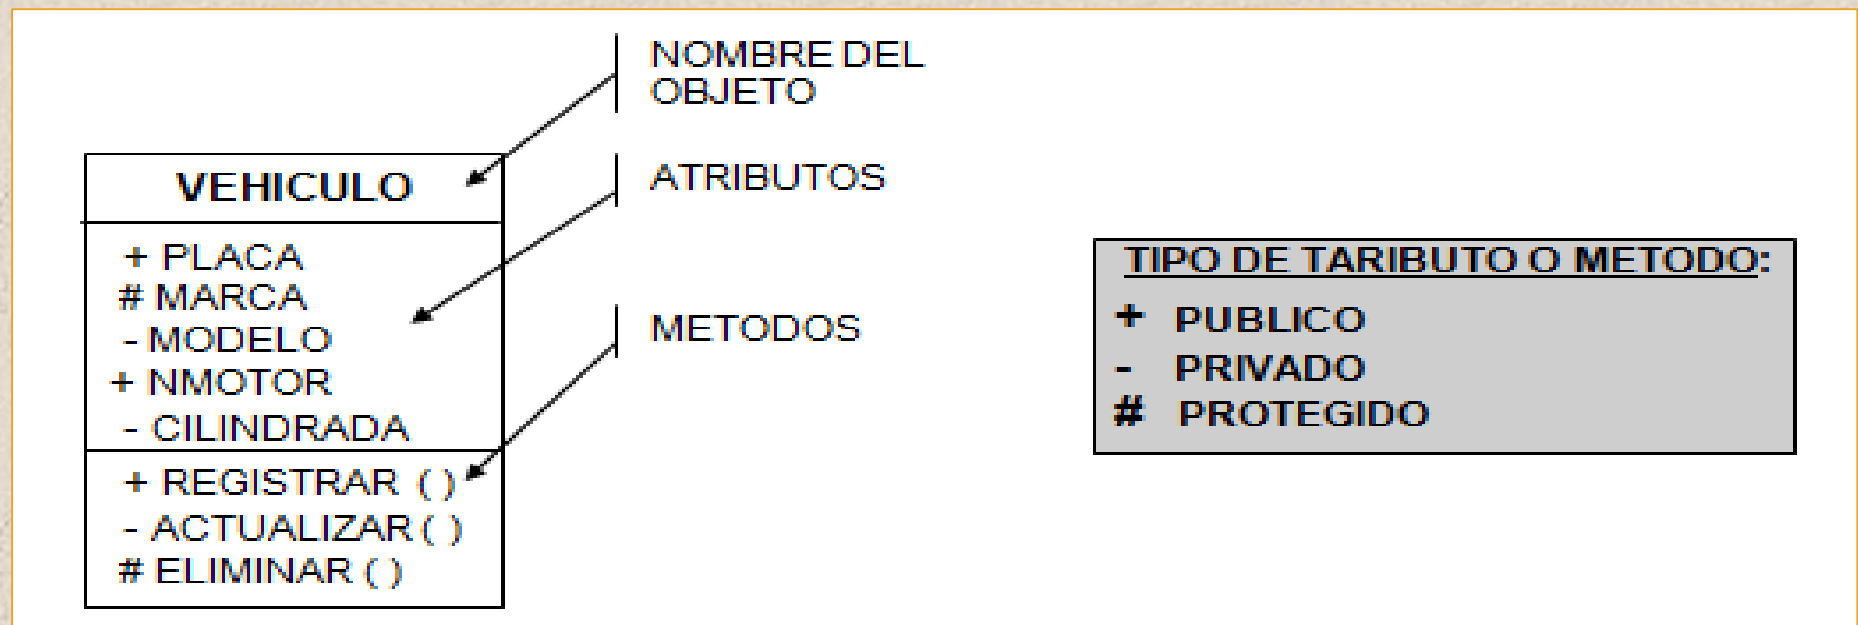 NOMBRE DEL
OBJETO
VEHICULO
ATRIBUTOS
+ PLACA
# MARCA
- MODELO
+ NMOTOR
- CILINDRADA
METODOS
+ REGISTRAR ( )
- ACTUALIZAR ( )
# ELIMINAR ( )
TIPO DE TARIBUTO O METODO:
+ PUBLICO
- PRIVADO
# PROTEGIDO